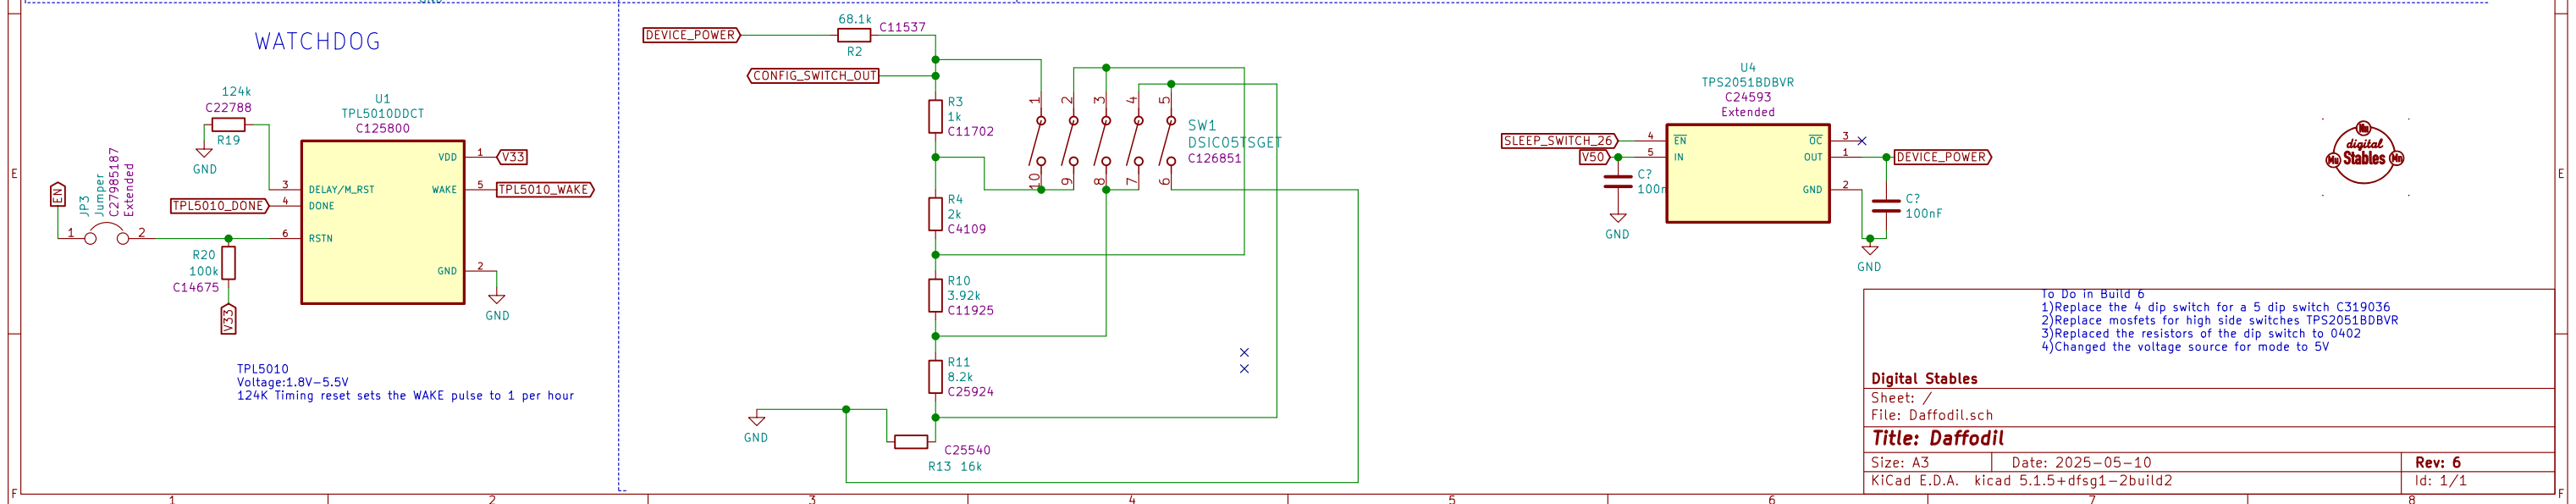 WATCHDOG
124k
C22788
R19
GND
U1
TPL5010DDCT
C125800
VDD
1
V33
DELAY/M_RST
3
WAKE
5
TPL5010_WAKE
TPL5010_DONE
4
DONE
EN
JP3
Jumper
C2798S187
Extended
1
2
6
RSTN
R20
100k
C14675
V33
GND
2
GND
TPL5010
Voltage:1.8V-5.5V
124K Timing reset sets the WAKE pulse to 1 per hour
DEVICE_POWER
68.1k
C11537
R2
CONFIG_SWITCH_OUT
R3
1k
C11702
R4
2k
C4109
R10
3.92k
C11925
R11
8.2k
C25924
GND
C25540
R13 16k
1
2
3
4
5
10
9
8
7
6
SW1
DSIC05TSGET
C126851
U4
TPS2051BDBVR
C24593
Extended
SLEEP_SWITCH_26
4
EN
OC
3
V50
5
IN
OUT
1
DEVICE_POWER
GND
2
C?
100n
GND
C?
100nF
GND
Mn
digital
Stables
Mu
Mn
To Do in Build 6
1)Replace the 4 dip switch for a 5 dip switch C319036
2)Replace mosfets for high side switches TPS2051BDBVR
3)Replaced the resistors of the dip switch to 0402
4)Changed the voltage source for mode to 5V
Digital Stables
Sheet: /
File: Daffodil.sch
Title: Daffodil
Size: A3
Date: 2025-05-10
Rev: 6
KiCad E.D.A. kicad 5.1.5+dfsg1-2build2
Id: 1/1
E
E
F
F
1
2
3
4
5
6
7
8